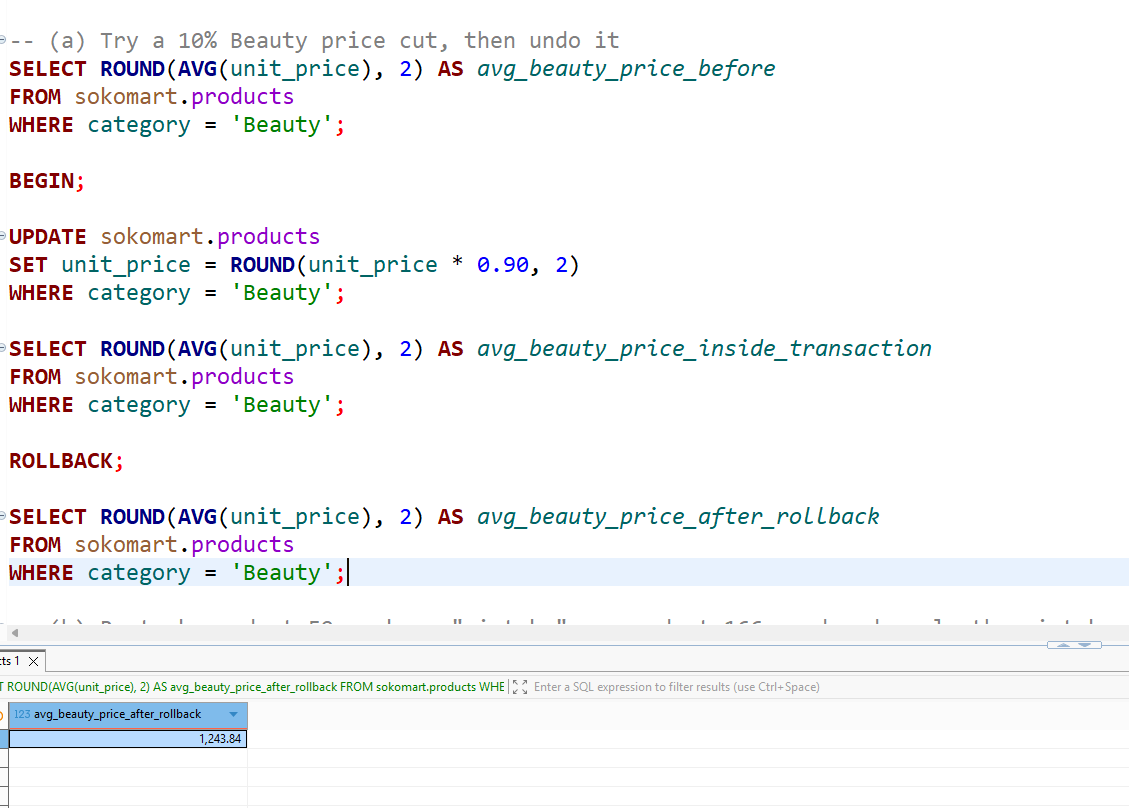 -- (a) Try a 10% Beauty price cut, then undo it
SELECT ROUND(AVG(unit_price), 2) AS avg_beauty_price_before
FROM sokomart.products
WHERE category = 'Beauty';
BEGIN;
UPDATE sokomart.products
SET unit_price = ROUND(unit_price * 0.90, 2)
WHERE category = 'Beauty';
SELECT ROUND(AVG(unit_price), 2) AS avg_beauty_price_inside_transaction
FROM sokomart.products
WHERE category = 'Beauty';
ROLLBACK;
SELECT ROUND(AVG(unit_price), 2) AS avg_beauty_price_after_rollback
FROM sokomart.products
WHERE category = 'Beauty';
cts 1
T ROUND(AVG(unit_price), 2) AS avg_beauty_price_after_rollback FROM sokomart.products WHE
Enter a SQL expression to filter results (use Ctrl+Space)
123 avg_beauty_price_after_rollback
1,243.84